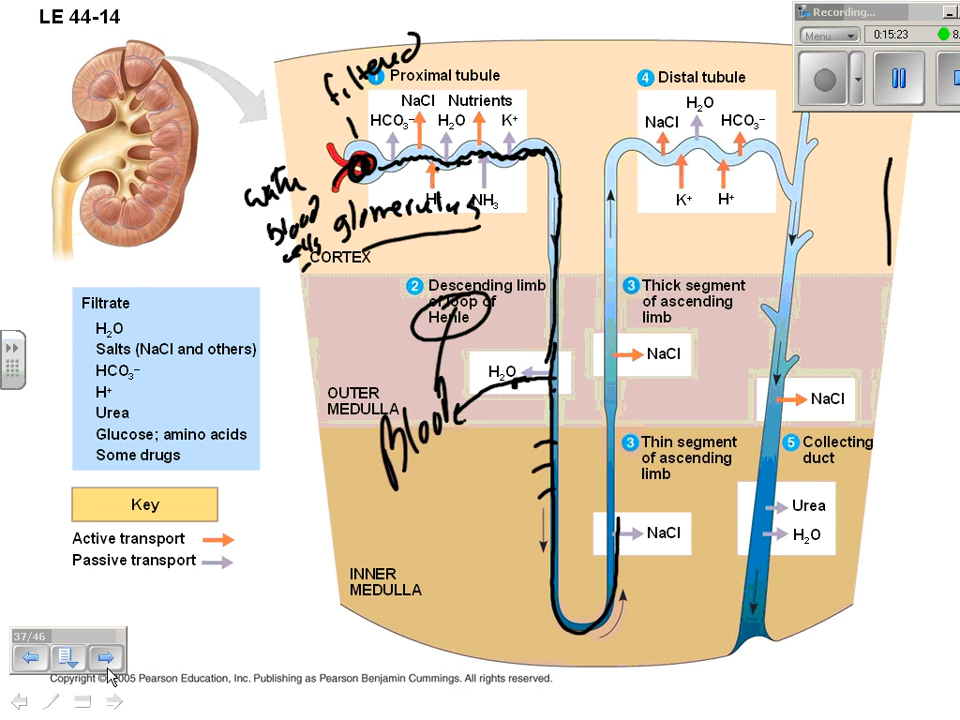 LE 44-14
Recording...
Menu
0:15:23
8.
filtered
1 Proximal tubule
NaCl Nutrients
HCO₃⁻ H₂O K⁺
H⁺ NH₃
4 Distal tubule
H₂O
NaCl HCO₃⁻
K⁺ H⁺
blood
cells
glomerulus
CORTEX
2 Descending limb
of loop of
Henle
3 Thick segment
of ascending
limb
NaCl
H₂O
Blood
OUTER
MEDULLA
NaCl
3 Thin segment
of ascending
limb
5 Collecting
duct
NaCl
Urea
H₂O
INNER
MEDULLA
Filtrate
H₂O
Salts (NaCl and others)
HCO₃⁻
H⁺
Urea
Glucose; amino acids
Some drugs
Key
Active transport
Passive transport
37/46
Copyright © 2005 Pearson Education, Inc. Publishing as Pearson Benjamin Cummings. All rights reserved.